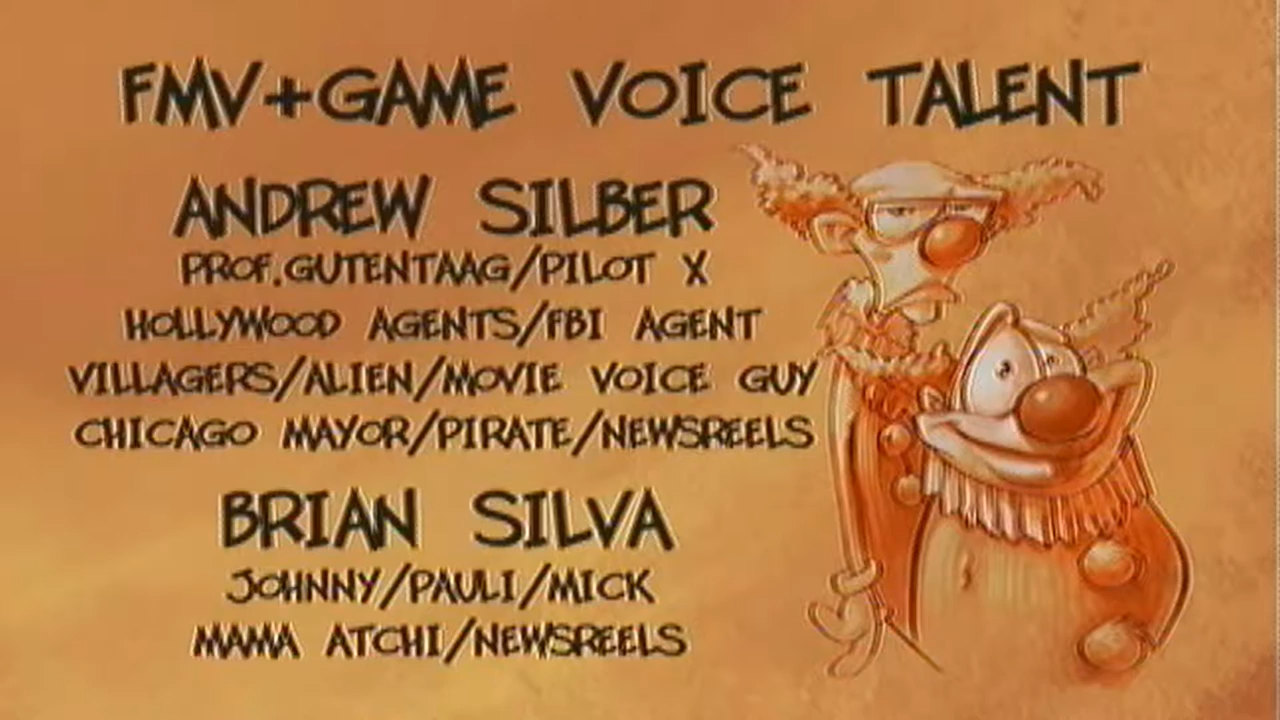 FMV+GAME VOICE TALENT
ANDREW SILBER
PROF.GUTENTAAG/PILOT X
HOLLYWOOD AGENTS/FBI AGENT
VILLAGERS/ALIEN/MOVIE VOICE GUY
CHICAGO MAYOR/PIRATE/NEWSREELS
BRIAN SILVA
JOHNNY/PAULI/MICK
MAMA ATCHI/NEWSREELS